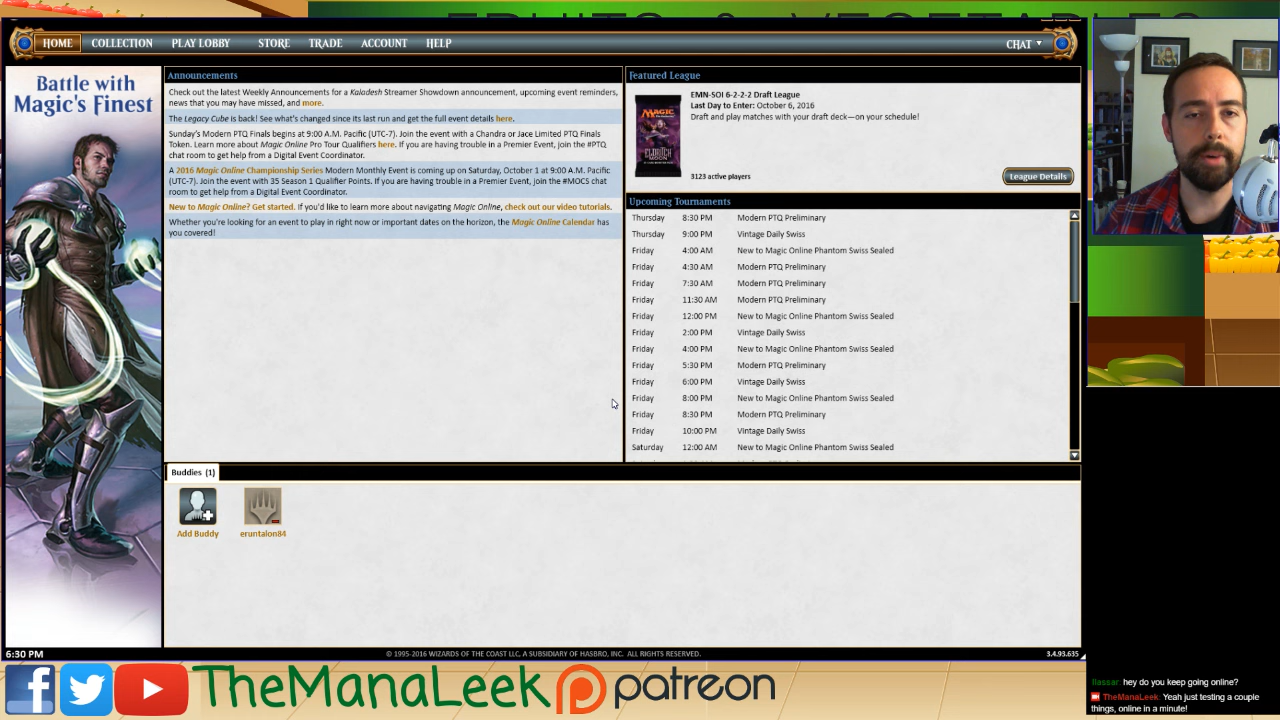 FRUITS & VEGETABLES
HOME COLLECTION PLAY LOBBY STORE TRADE ACCOUNT HELP CHAT
Battle with
Magic's Finest
Announcements
Check out the latest Weekly Announcements for a Kaladesh Streamer Showdown announcement, upcoming event reminders,
news that you may have missed, and more.
The Legacy Cube is back! See what's changed since its last run and get the full event details here.
Sunday's Modern PTQ Finals begins at 9:00 A.M. Pacific (UTC-7). Join the event with a Chandra or Jace Limited PTQ Finals
Token. Learn more about Magic Online Pro Tour Qualifiers here. If you are having trouble in a Premier Event, join the #PTQ
chat room to get help from a Digital Event Coordinator.
A 2016 Magic Online Championship Series Modern Monthly Event is coming up on Saturday, October 1 at 9:00 A.M. Pacific
(UTC-7). Join the event with 35 Season 1 Qualifier Points. If you are having trouble in a Premier Event, join the #MOCS chat
room to get help from a Digital Event Coordinator.
New to Magic Online? Get started. If you'd like to learn more about navigating Magic Online, check out our video tutorials.
Whether you're looking for an event to play in right now or important dates on the horizon, the Magic Online Calendar has
you covered!
Featured League
MAGIC
ELDRITCH
MOON
EMN-SOI 6-2-2-2 Draft League
Last Day to Enter: October 6, 2016
Draft and play matches with your draft deck—on your schedule!
3123 active players
League Details
Upcoming Tournaments
Thursday 8:30 PM Modern PTQ Preliminary
Thursday 9:00 PM Vintage Daily Swiss
Friday 4:00 AM New to Magic Online Phantom Swiss Sealed
Friday 4:30 AM Modern PTQ Preliminary
Friday 7:30 AM Modern PTQ Preliminary
Friday 11:30 AM Modern PTQ Preliminary
Friday 12:00 PM New to Magic Online Phantom Swiss Sealed
Friday 2:00 PM Vintage Daily Swiss
Friday 4:00 PM New to Magic Online Phantom Swiss Sealed
Friday 5:30 PM Modern PTQ Preliminary
Friday 6:00 PM Vintage Daily Swiss
Friday 8:00 PM New to Magic Online Phantom Swiss Sealed
Friday 8:30 PM Modern PTQ Preliminary
Friday 10:00 PM Vintage Daily Swiss
Saturday 12:00 AM New to Magic Online Phantom Swiss Sealed
Buddies (1)
Add Buddy eruntalon84
6:30 PM
© 1995-2016 WIZARDS OF THE COAST LLC, A SUBSIDIARY OF HASBRO, INC. ALL RIGHTS RESERVED.
3.4.93.635
TheManaLeek patreon
hey do you keep going online?
TheManaLeek: Yeah just testing a couple
things, online in a minute!